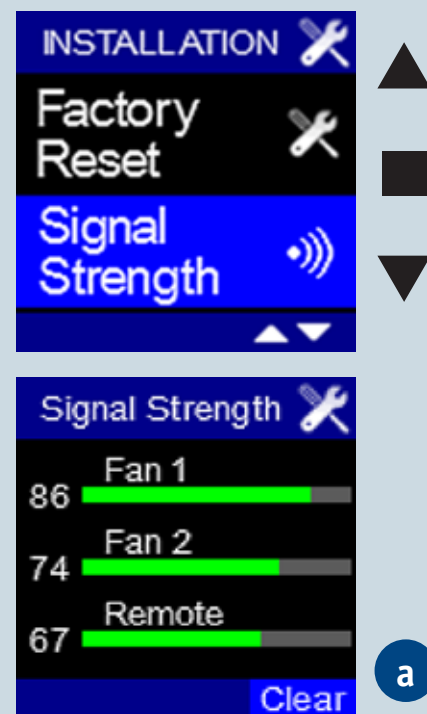 INSTALLATION
Factory
Reset
Signal
Strength
Signal Strength
Fan 1
86
Fan 2
74
Remote
67
Clear
a